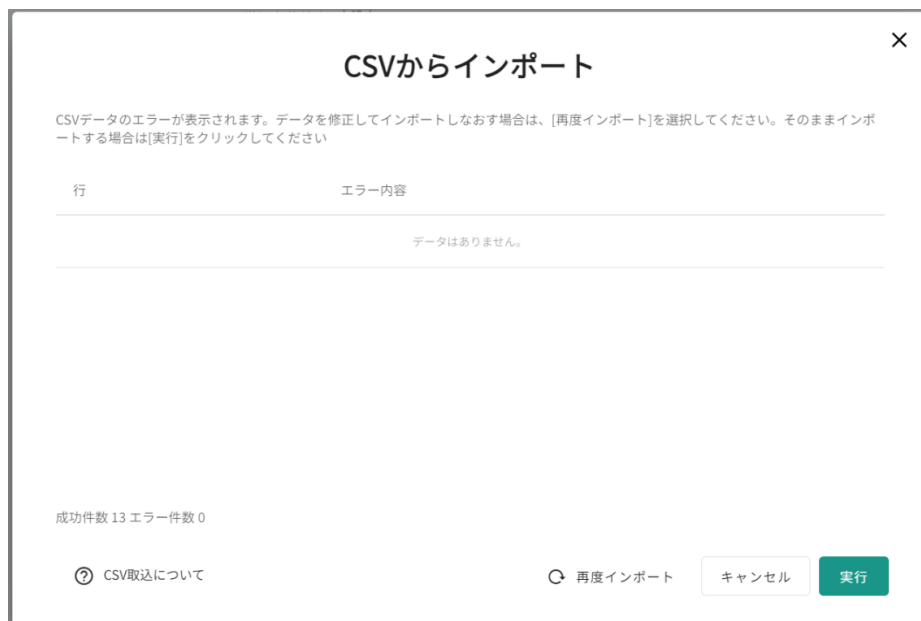 CSVからインポート
CSVデータのエラーが表示されます。データを修正してインポートしなおす場合は、[再度インポート]を選択してください。そのままインポ
ートする場合は[実行]をクリックしてください
行 エラー内容
データはありません。
成功件数 13 エラー件数 0
CSV取込について 再度インポート キャンセル 実行